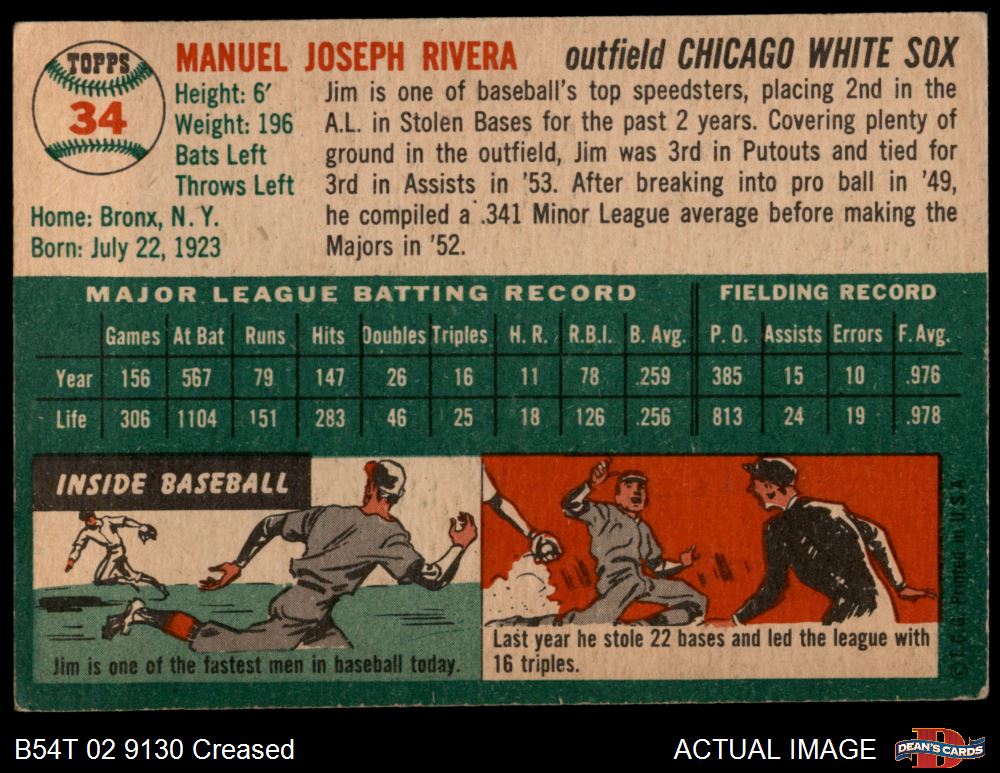 TOPPS
34
MANUEL JOSEPH RIVERA outfield CHICAGO WHITE SOX
Height: 6'
Weight: 196
Bats Left
Throws Left
Home: Bronx, N. Y.
Born: July 22, 1923
Jim is one of baseball's top speedsters, placing 2nd in the
A.L. in Stolen Bases for the past 2 years. Covering plenty of
ground in the outfield, Jim was 3rd in Putouts and tied for
3rd in Assists in '53. After breaking into pro ball in '49,
he compiled a .341 Minor League average before making the
Majors in '52.
MAJOR LEAGUE BATTING RECORD FIELDING RECORD
Games At Bat Runs Hits Doubles Triples H. R. R.B.I. B. Avg. P. O. Assists Errors F. Avg.
Year 156 567 79 147 26 16 11 78 .259 385 15 10 .976
Life 306 1104 151 283 46 25 18 126 .256 813 24 19 .978
INSIDE BASEBALL
Jim is one of the fastest men in baseball today.
Last year he stole 22 bases and led the league with
16 triples.
© T. C. G. Printed in U.S.A.
B54T 02 9130 Creased
ACTUAL IMAGE
D
DEAN'S CARDS